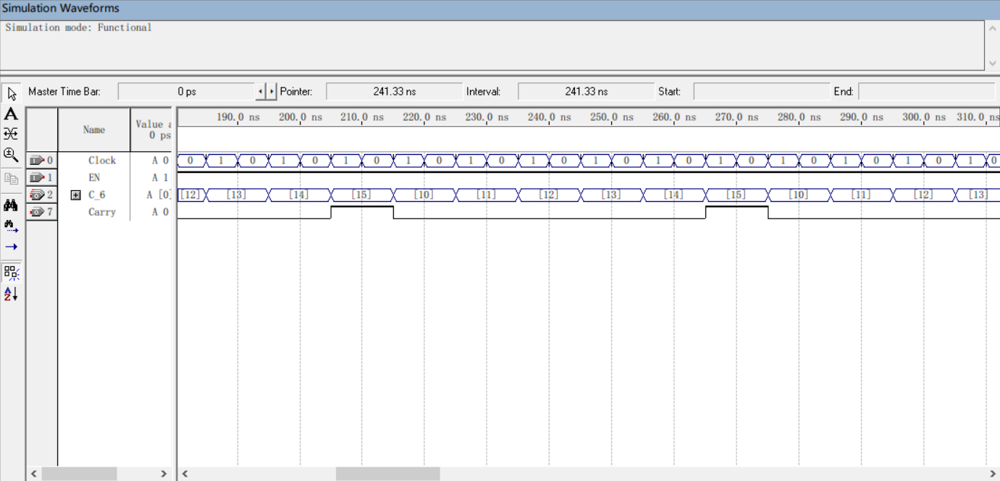 Simulation Waveforms
Simulation mode: Functional
Master Time Bar: 0 ps Pointer: 241.33 ns Interval: 241.33 ns Start: End:
Name Value a 0 ps 190.0 ns 200.0 ns 210.0 ns 220.0 ns 230.0 ns 240.0 ns 250.0 ns 260.0 ns 270.0 ns 280.0 ns 290.0 ns 300.0 ns 310.0 ns
0 Clock A 0 0 1 0 1 0 1 0 1 0 1 0 1 0 1 0 1 0 1 0 1 0 1 0 1 0 1 0
1 EN A 1
2 C_6 A [0] [12] [13] [14] [15] [10] [11] [12] [13] [14] [15] [10] [11] [12] [13]
7 Carry A 0